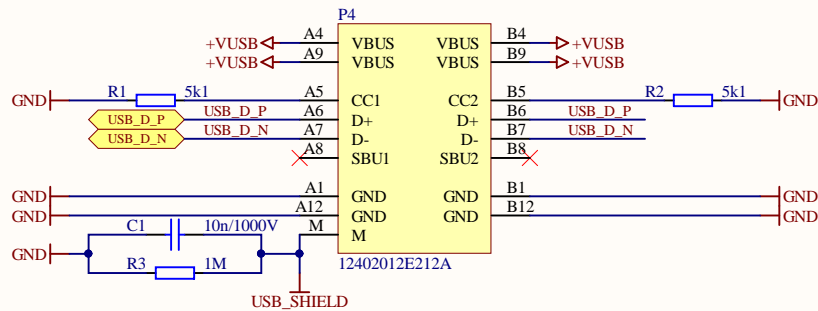 P4
+VUSB A4 VBUS VBUS B4 +VUSB
+VUSB A9 VBUS VBUS B9 +VUSB
GND R1 5k1 A5 CC1 CC2 B5 R2 5k1 GND
USB_D_P USB_D_P A6 D+ D+ B6 USB_D_P
USB_D_N USB_D_N A7 D- D- B7 USB_D_N
A8 SBU1 SBU2 B8
GND A1 GND GND B1 GND
GND A12 GND GND B12 GND
C1 10n/1000V M M
GND
R3 1M
12402012E212A
USB_SHIELD